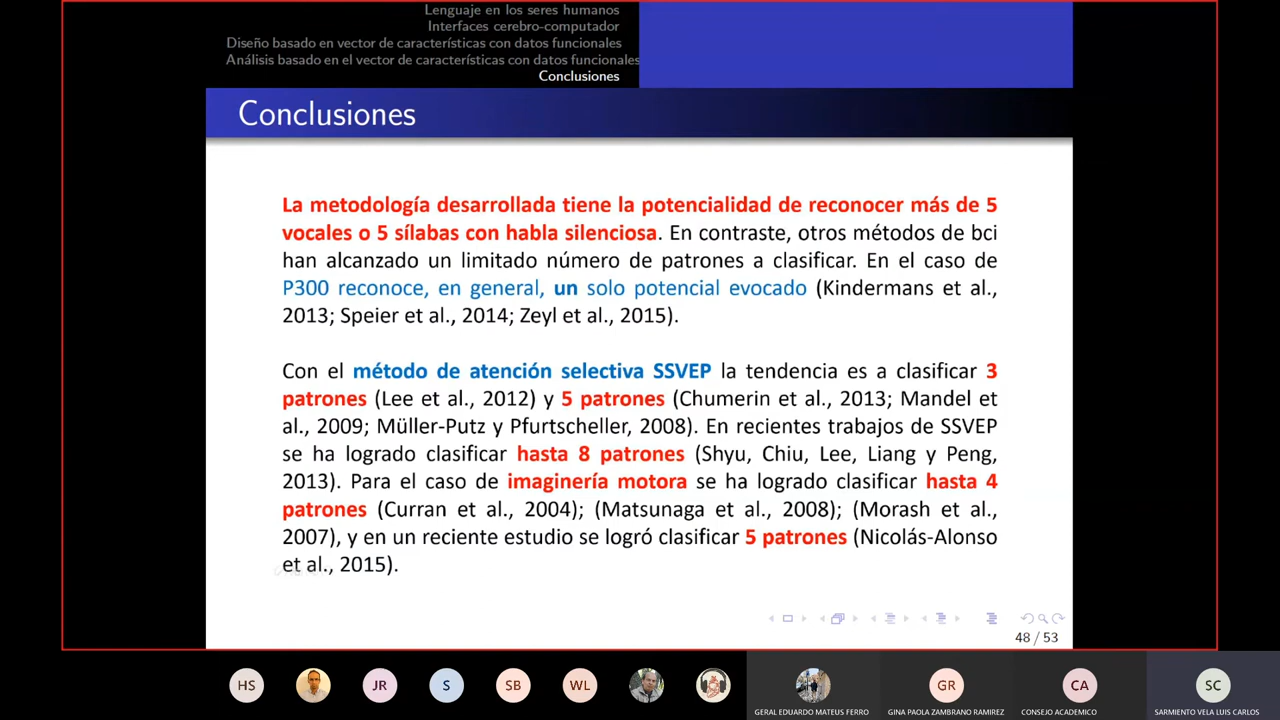 Lenguaje en los seres humanos
Interfaces cerebro-computador
Diseño basado en vector de características con datos funcionales
Análisis basado en el vector de características con datos funcionales
Conclusiones
Conclusiones
La metodología desarrollada tiene la potencialidad de reconocer más de 5
vocales o 5 sílabas con habla silenciosa. En contraste, otros métodos de bci
han alcanzado un limitado número de patrones a clasificar. En el caso de
P300 reconoce, en general, un solo potencial evocado (Kindermans et al.,
2013; Speier et al., 2014; Zeyl et al., 2015).
Con el método de atención selectiva SSVEP la tendencia es a clasificar 3
patrones (Lee et al., 2012) y 5 patrones (Chumerin et al., 2013; Mandel et
al., 2009; Müller-Putz y Pfurtscheller, 2008). En recientes trabajos de SSVEP
se ha logrado clasificar hasta 8 patrones (Shyu, Chiu, Lee, Liang y Peng,
2013). Para el caso de imaginería motora se ha logrado clasificar hasta 4
patrones (Curran et al., 2004); (Matsunaga et al., 2008); (Morash et al.,
2007), y en un reciente estudio se logró clasificar 5 patrones (Nicolás-Alonso
et al., 2015).
48 / 53
HS JR S SB WL GR CA SC
GERAL EDUARDO MATEUS FERRO GINA PAOLA ZAMBRANO RAMIREZ CONSEJO ACADEMICO SARMIENTO VELA LUIS CARLOS